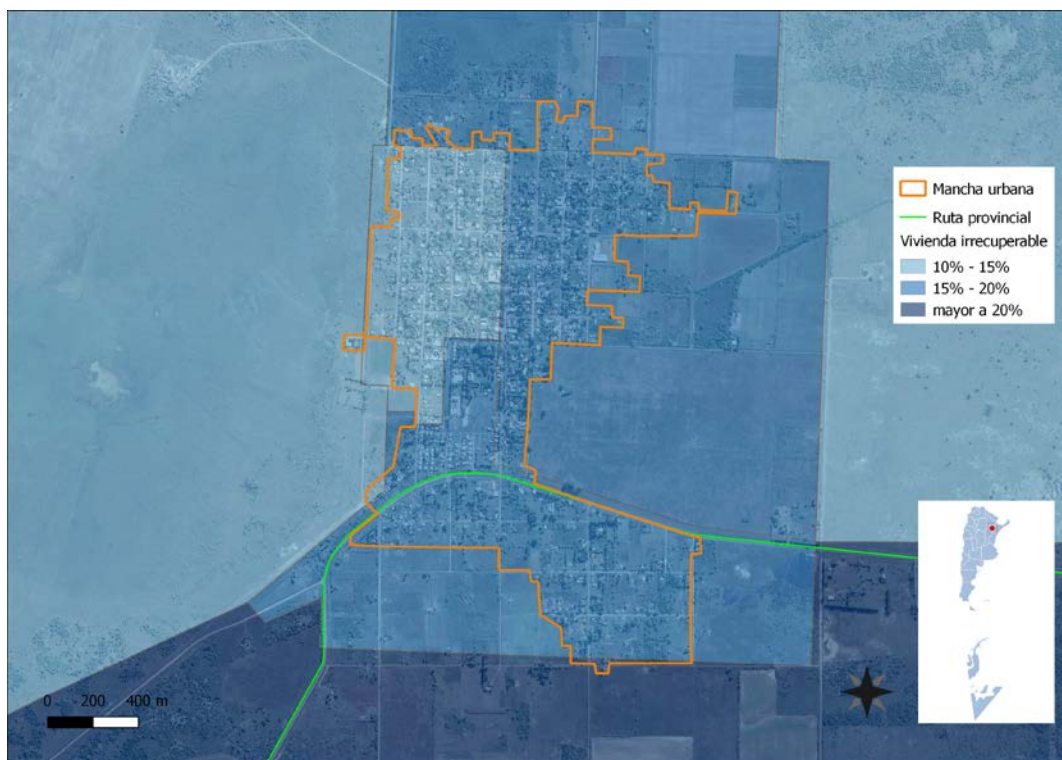 Mancha urbana
Ruta provincial
Vivienda irrecuperable
10% - 15%
15% - 20%
mayor a 20%
0 200 400 m